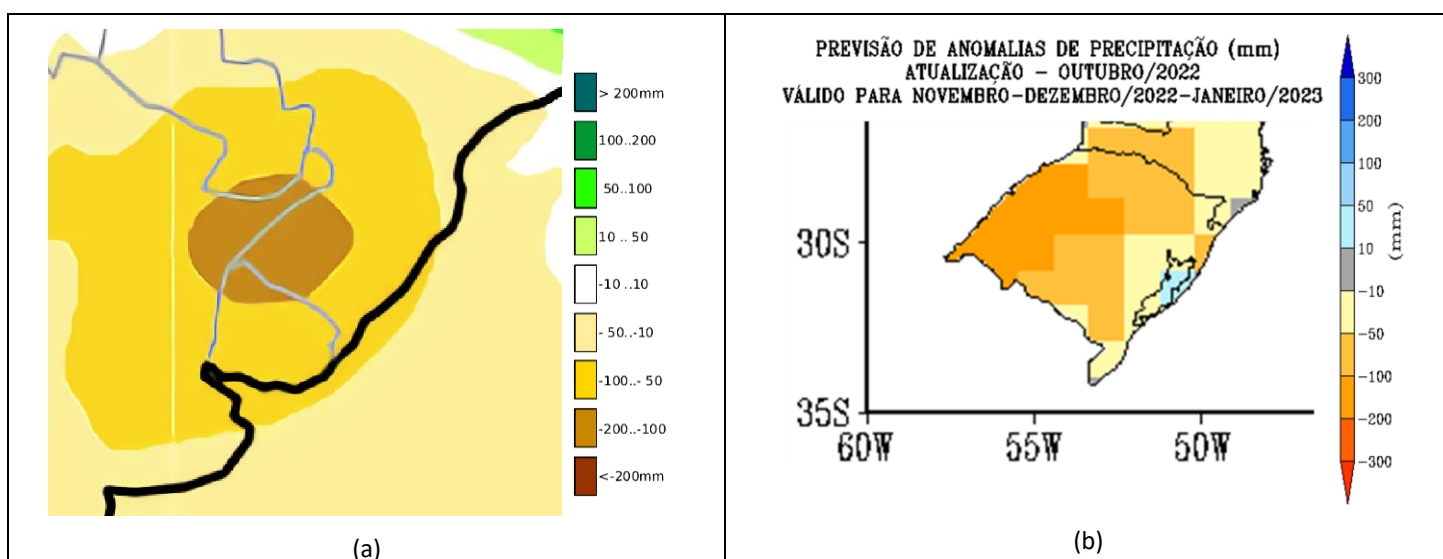 > 200mm
100..200
50..100
10 .. 50
-10 ..10
- 50..-10
-100..- 50
-200..-100
<-200mm
(a)
PREVISÃO DE ANOMALIAS DE PRECIPITAÇÃO (mm)
ATUALIZAÇÃO - OUTUBRO/2022
VÁLIDO PARA NOVEMBRO-DEZEMBRO/2022-JANEIRO/2023
30S
35S
60W
55W
50W
300
200
100
50
10
-10
-50
-100
-200
-300
(mm)
(b)